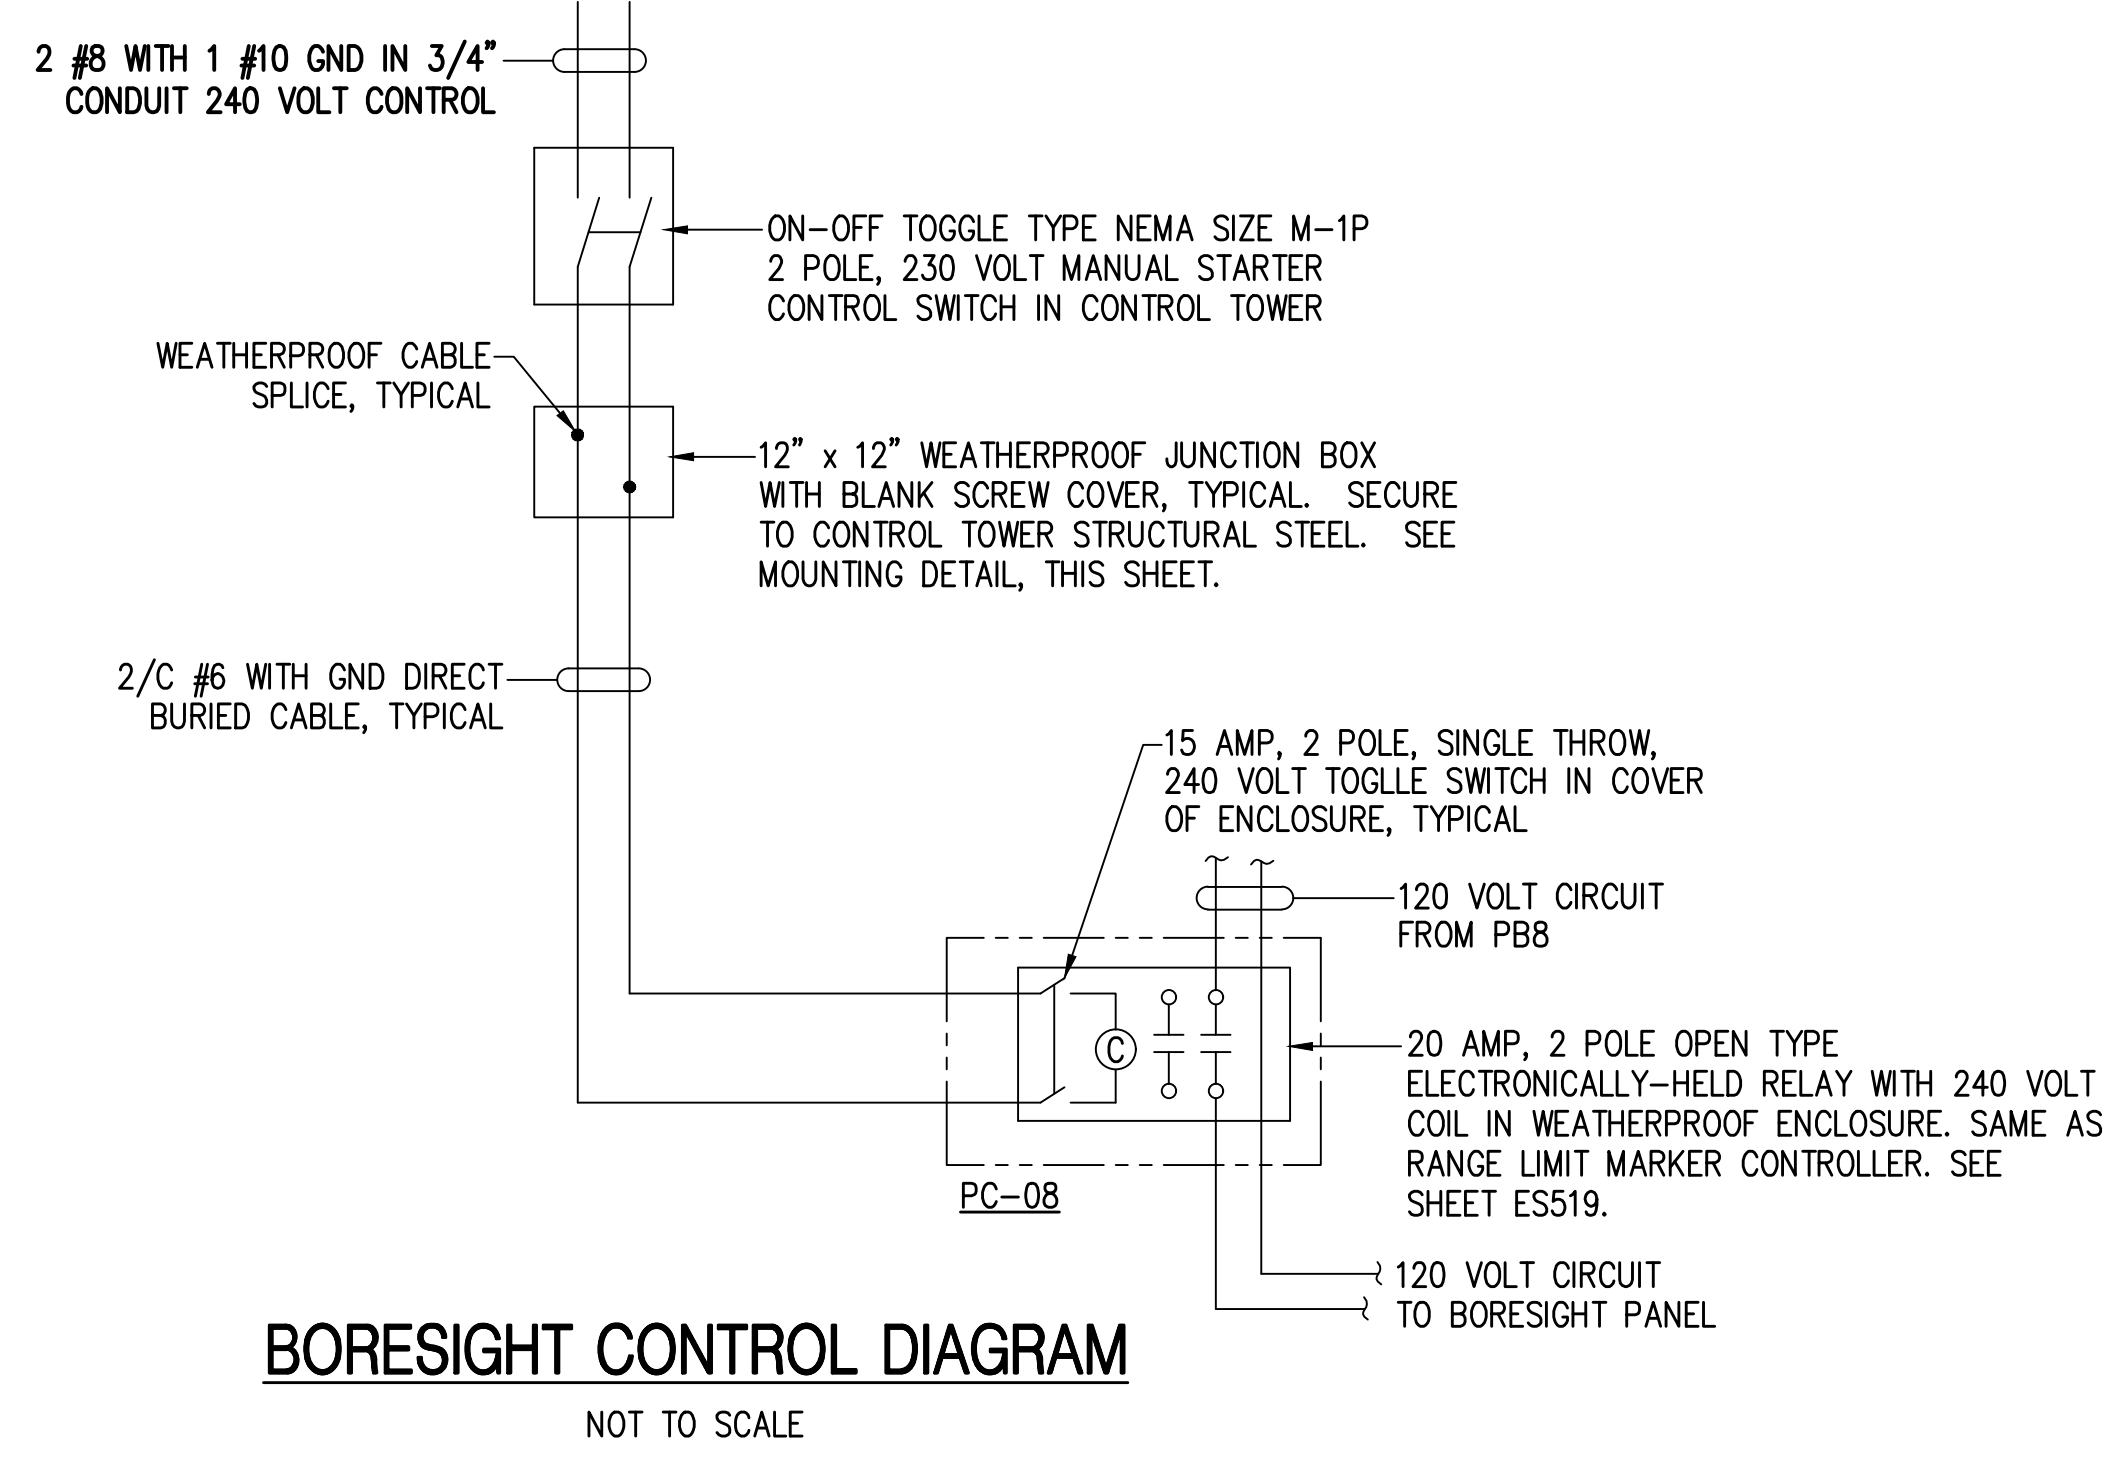 2 #8 WITH 1 #10 GND IN 3/4”
CONDUIT 240 VOLT CONTROL
ON-OFF TOGGLE TYPE NEMA SIZE M-1P
2 POLE, 230 VOLT MANUAL STARTER
CONTROL SWITCH IN CONTROL TOWER
WEATHERPROOF CABLE
SPLICE, TYPICAL
12” x 12” WEATHERPROOF JUNCTION BOX
WITH BLANK SCREW COVER, TYPICAL. SECURE
TO CONTROL TOWER STRUCTURAL STEEL. SEE
MOUNTING DETAIL, THIS SHEET.
2/C #6 WITH GND DIRECT
BURIED CABLE, TYPICAL
15 AMP, 2 POLE, SINGLE THROW,
240 VOLT TOGLLE SWITCH IN COVER
OF ENCLOSURE, TYPICAL
120 VOLT CIRCUIT
FROM PB8
C
20 AMP, 2 POLE OPEN TYPE
ELECTRONICALLY-HELD RELAY WITH 240 VOLT
COIL IN WEATHERPROOF ENCLOSURE. SAME AS
RANGE LIMIT MARKER CONTROLLER. SEE
SHEET ES519.
PC-08
120 VOLT CIRCUIT
TO BORESIGHT PANEL
BORESIGHT CONTROL DIAGRAM
NOT TO SCALE